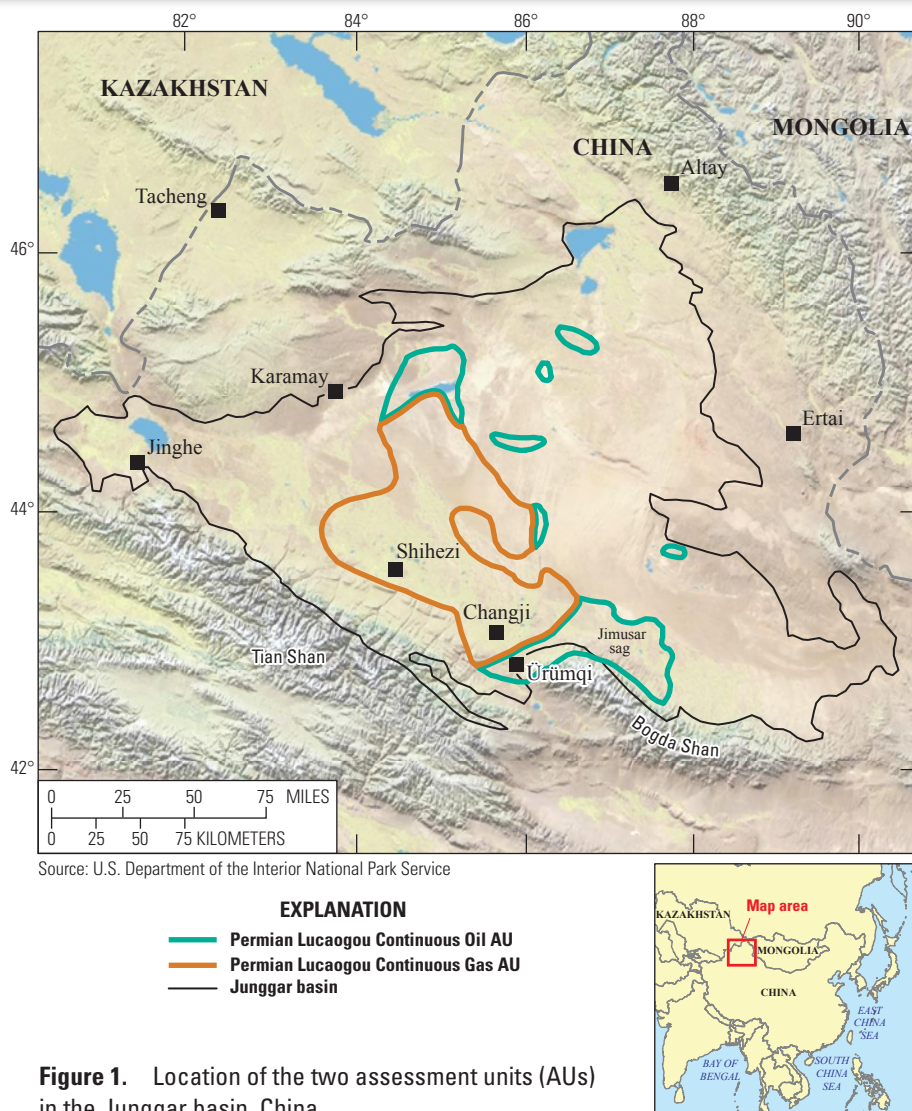 82°
84°
86°
88°
90°
KAZAKHSTAN
MONGOLIA
CHINA
Altay
Tacheng
46°
Karamay
Ertai
Jinghe
44°
Shihezi
Changji
Jimusar
sag
Tian Shan
Ürümqi
Bogda Shan
42°
0 25 50 75 MILES
0 25 50 75 KILOMETERS
Source: U.S. Department of the Interior National Park Service
EXPLANATION
Permian Lucaogou Continuous Oil AU
Permian Lucaogou Continuous Gas AU
Junggar basin
Map area
KAZAKHSTAN
MONGOLIA
CHINA
EAST
CHINA
SEA
BAY OF
BENGAL
SOUTH
CHINA
SEA
Figure 1. Location of the two assessment units (AUs)
in the Junggar basin, China